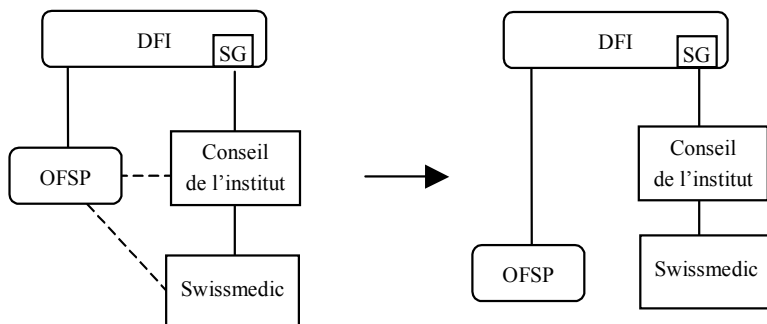 DFI
SG
OFSP
Conseil
de l’institut
Swissmedic
DFI
SG
Conseil
de l’institut
OFSP
Swissmedic